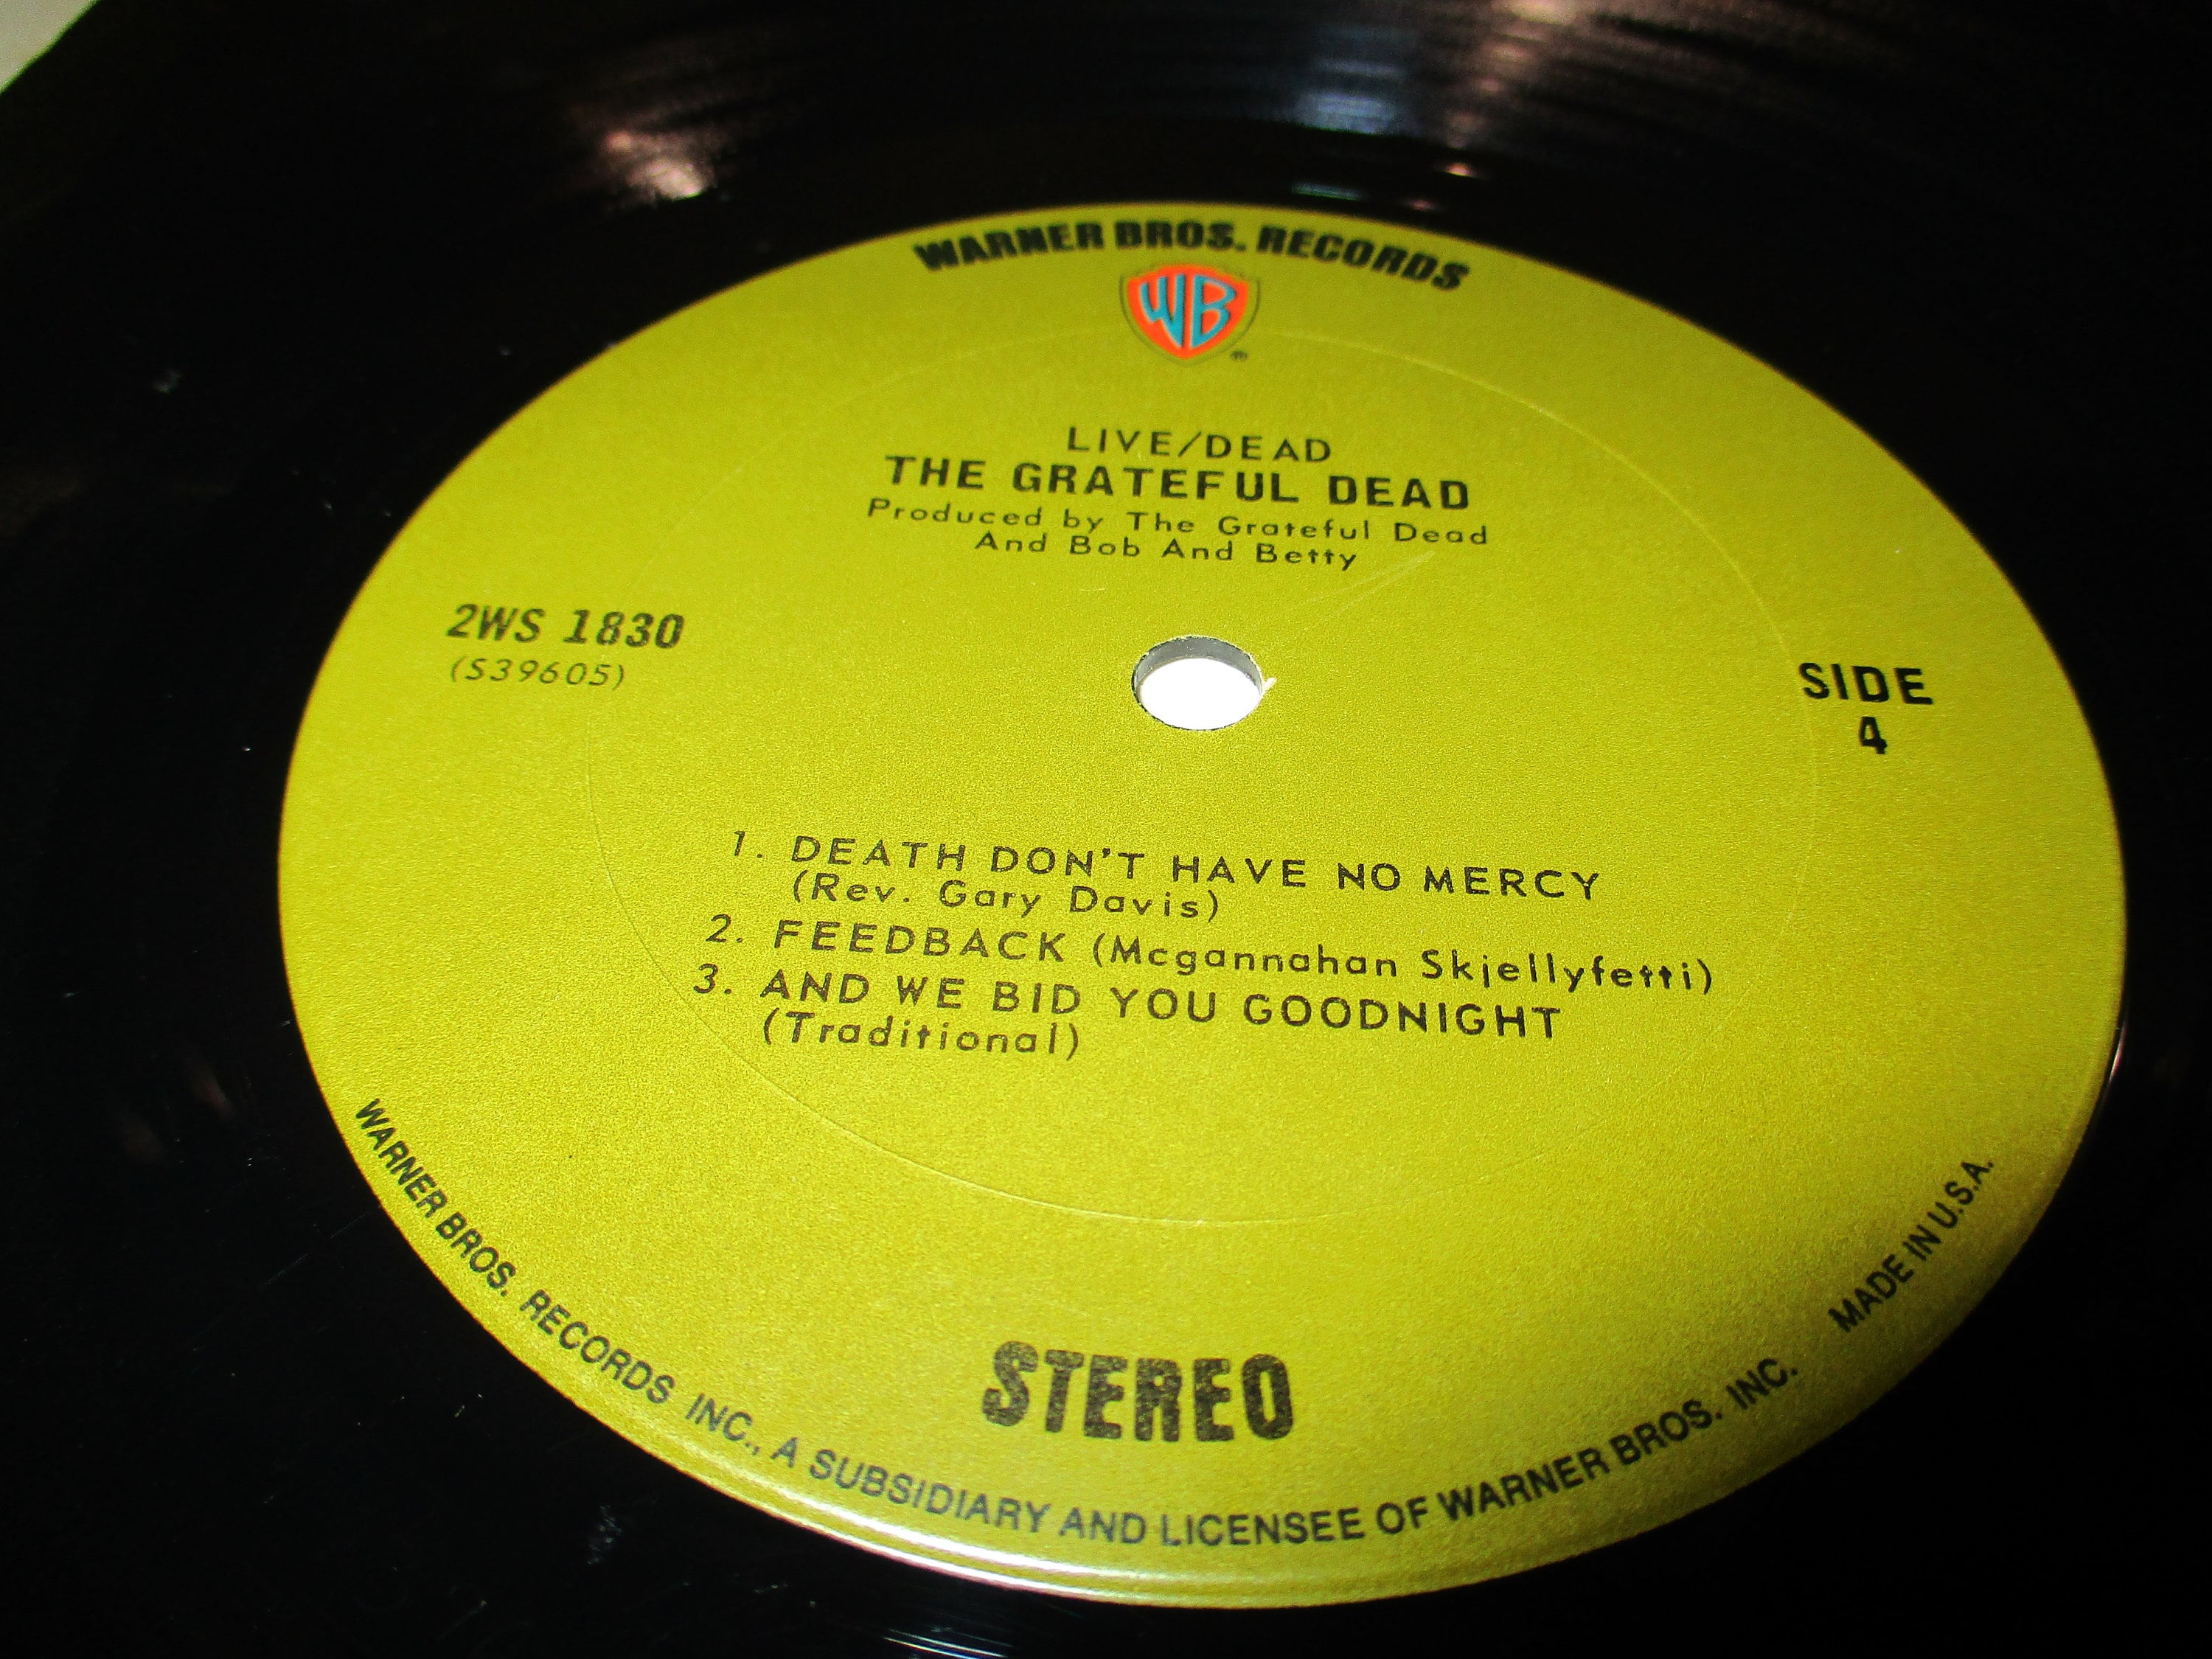 WARNER BROS. RECORDS
WB
®
LIVE/DEAD
THE GRATEFUL DEAD
Produced by The Grateful Dead
And Bob And Betty
2WS 1830
(S39605)
SIDE
4
1. DEATH DON'T HAVE NO MERCY
(Rev. Gary Davis)
2. FEEDBACK (Mcgannahan Skjellyfetti)
3. AND WE BID YOU GOODNIGHT
(Traditional)
STEREO
WARNER BROS. RECORDS INC., A SUBSIDIARY AND LICENSEE OF WARNER BROS. INC. MADE IN U.S.A.